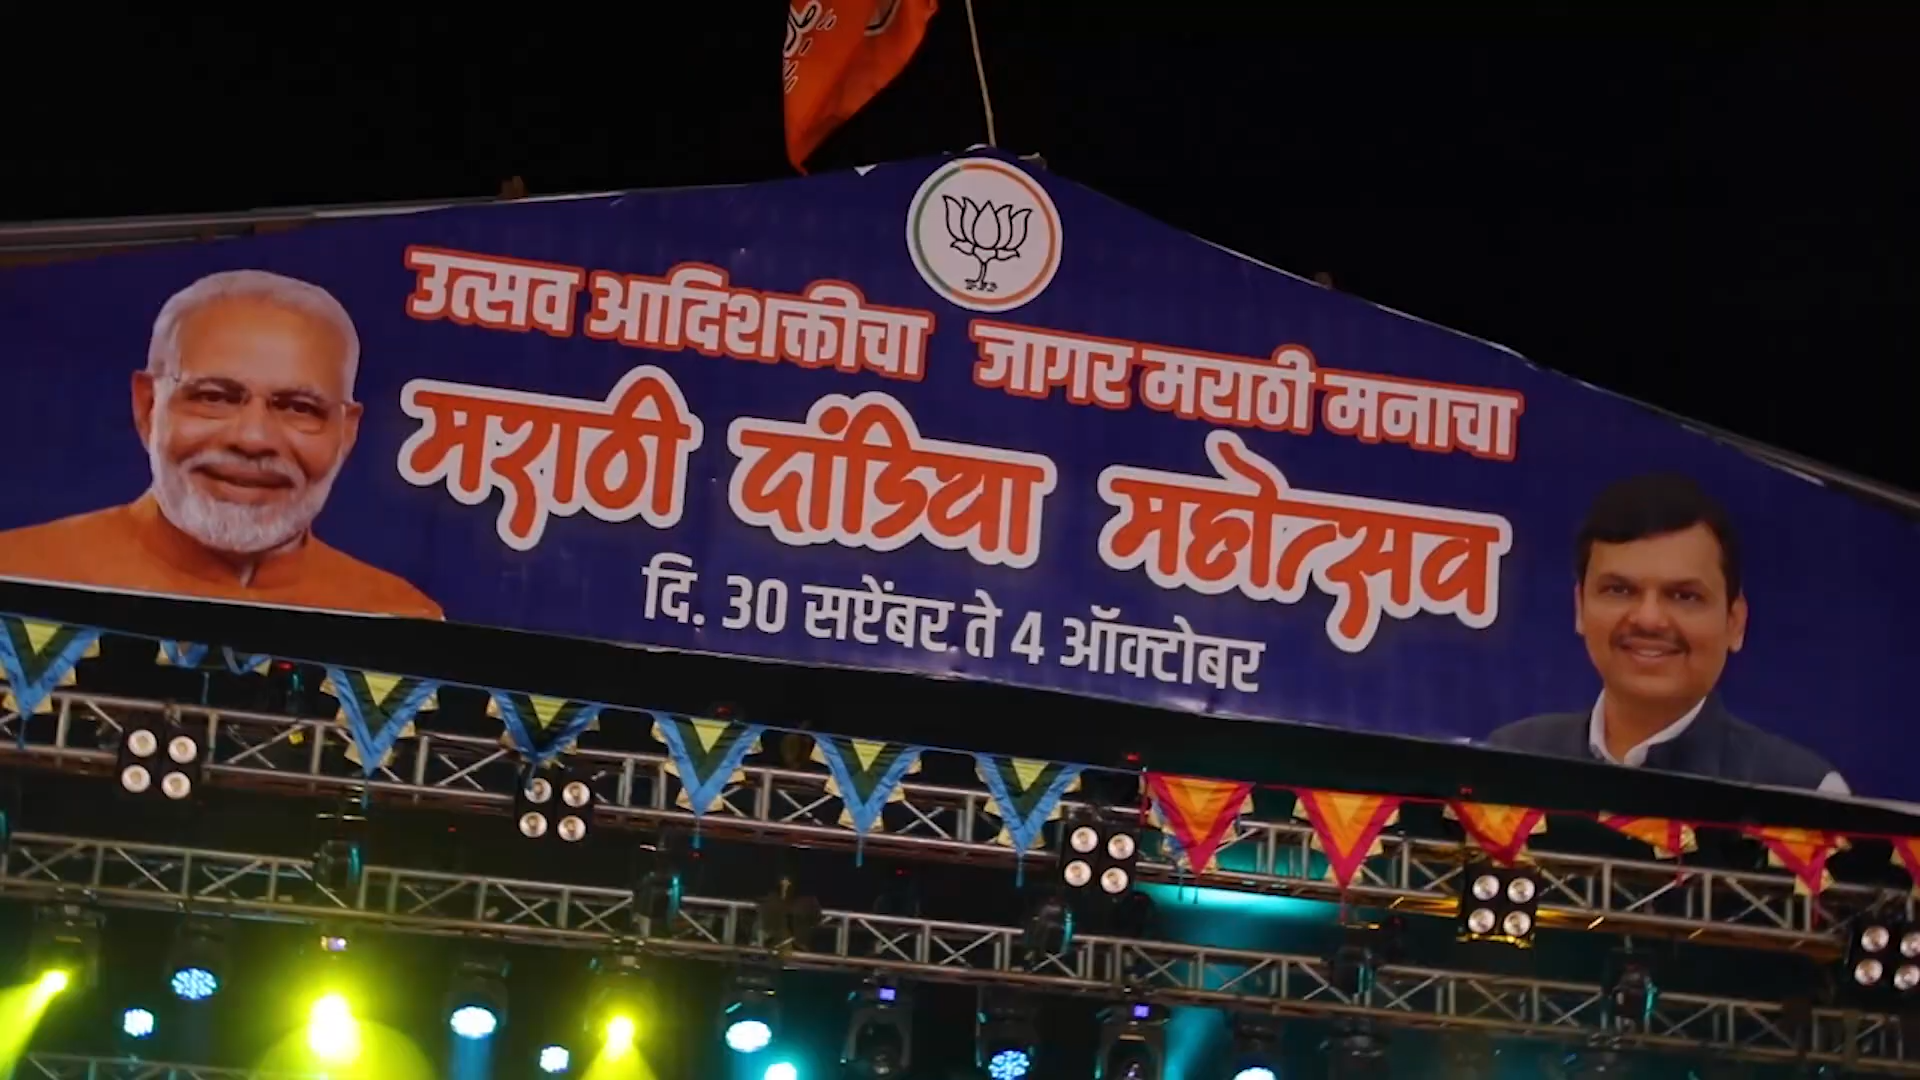 उत्सव आदिशक्तीचा जागर मराठी मनाचा
मराठी दांडिया महोत्सव
दि. 30 सप्टेंबर ते 4 ऑक्टोबर